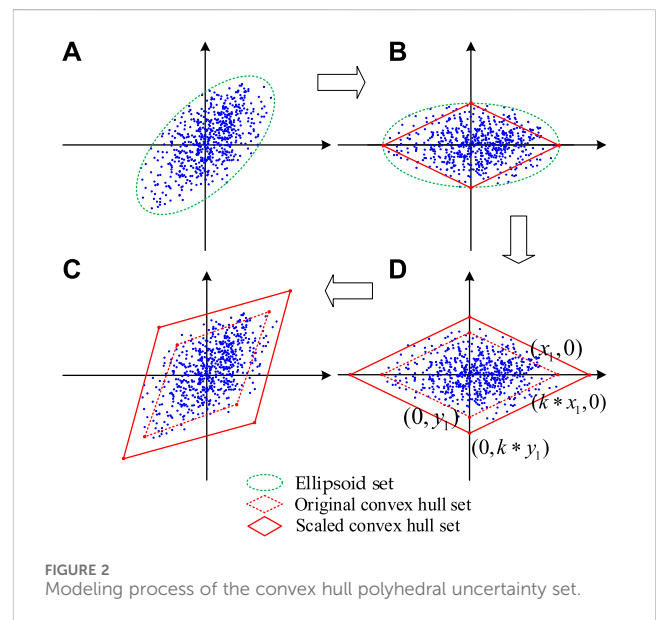 A
B
C
D
(x₁,0)
(k*x₁,0)
(0,y₁)
(0,k*y₁)
Ellipsoid set
Original convex hull set
Scaled convex hull set
FIGURE 2
Modeling process of the convex hull polyhedral uncertainty set.